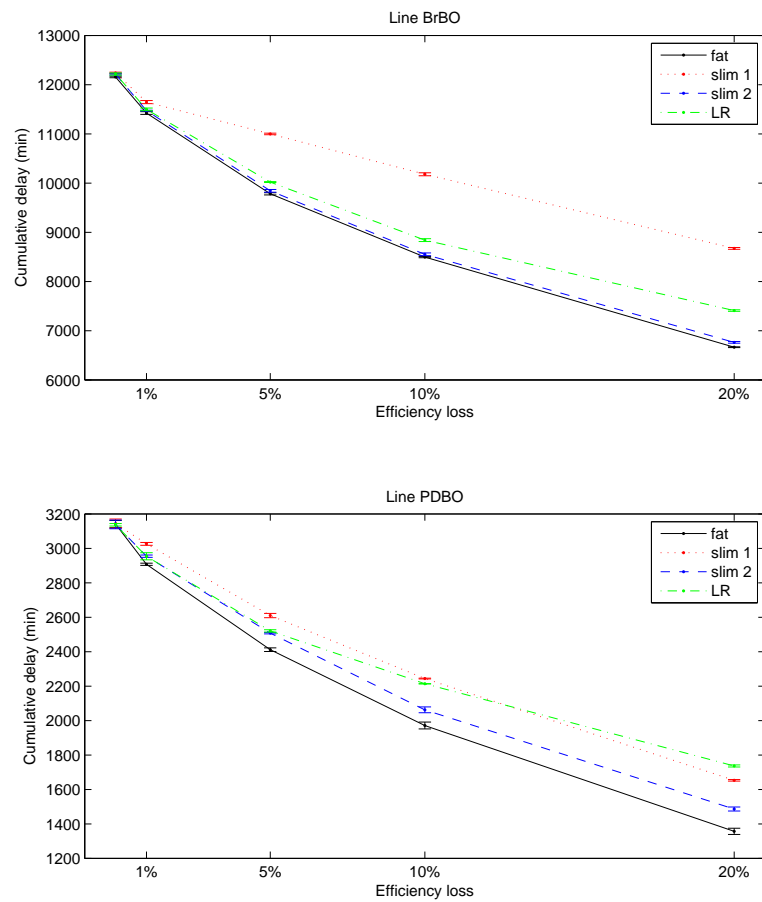 Line BrBO
13000
12000
11000
10000
9000
8000
7000
6000
Cumulative delay (min)
fat
slim 1
slim 2
LR
1%
5%
10%
20%
Efficiency loss
Line PDBO
3200
3000
2800
2600
2400
2200
2000
1800
1600
1400
1200
Cumulative delay (min)
fat
slim 1
slim 2
LR
1%
5%
10%
20%
Efficiency loss